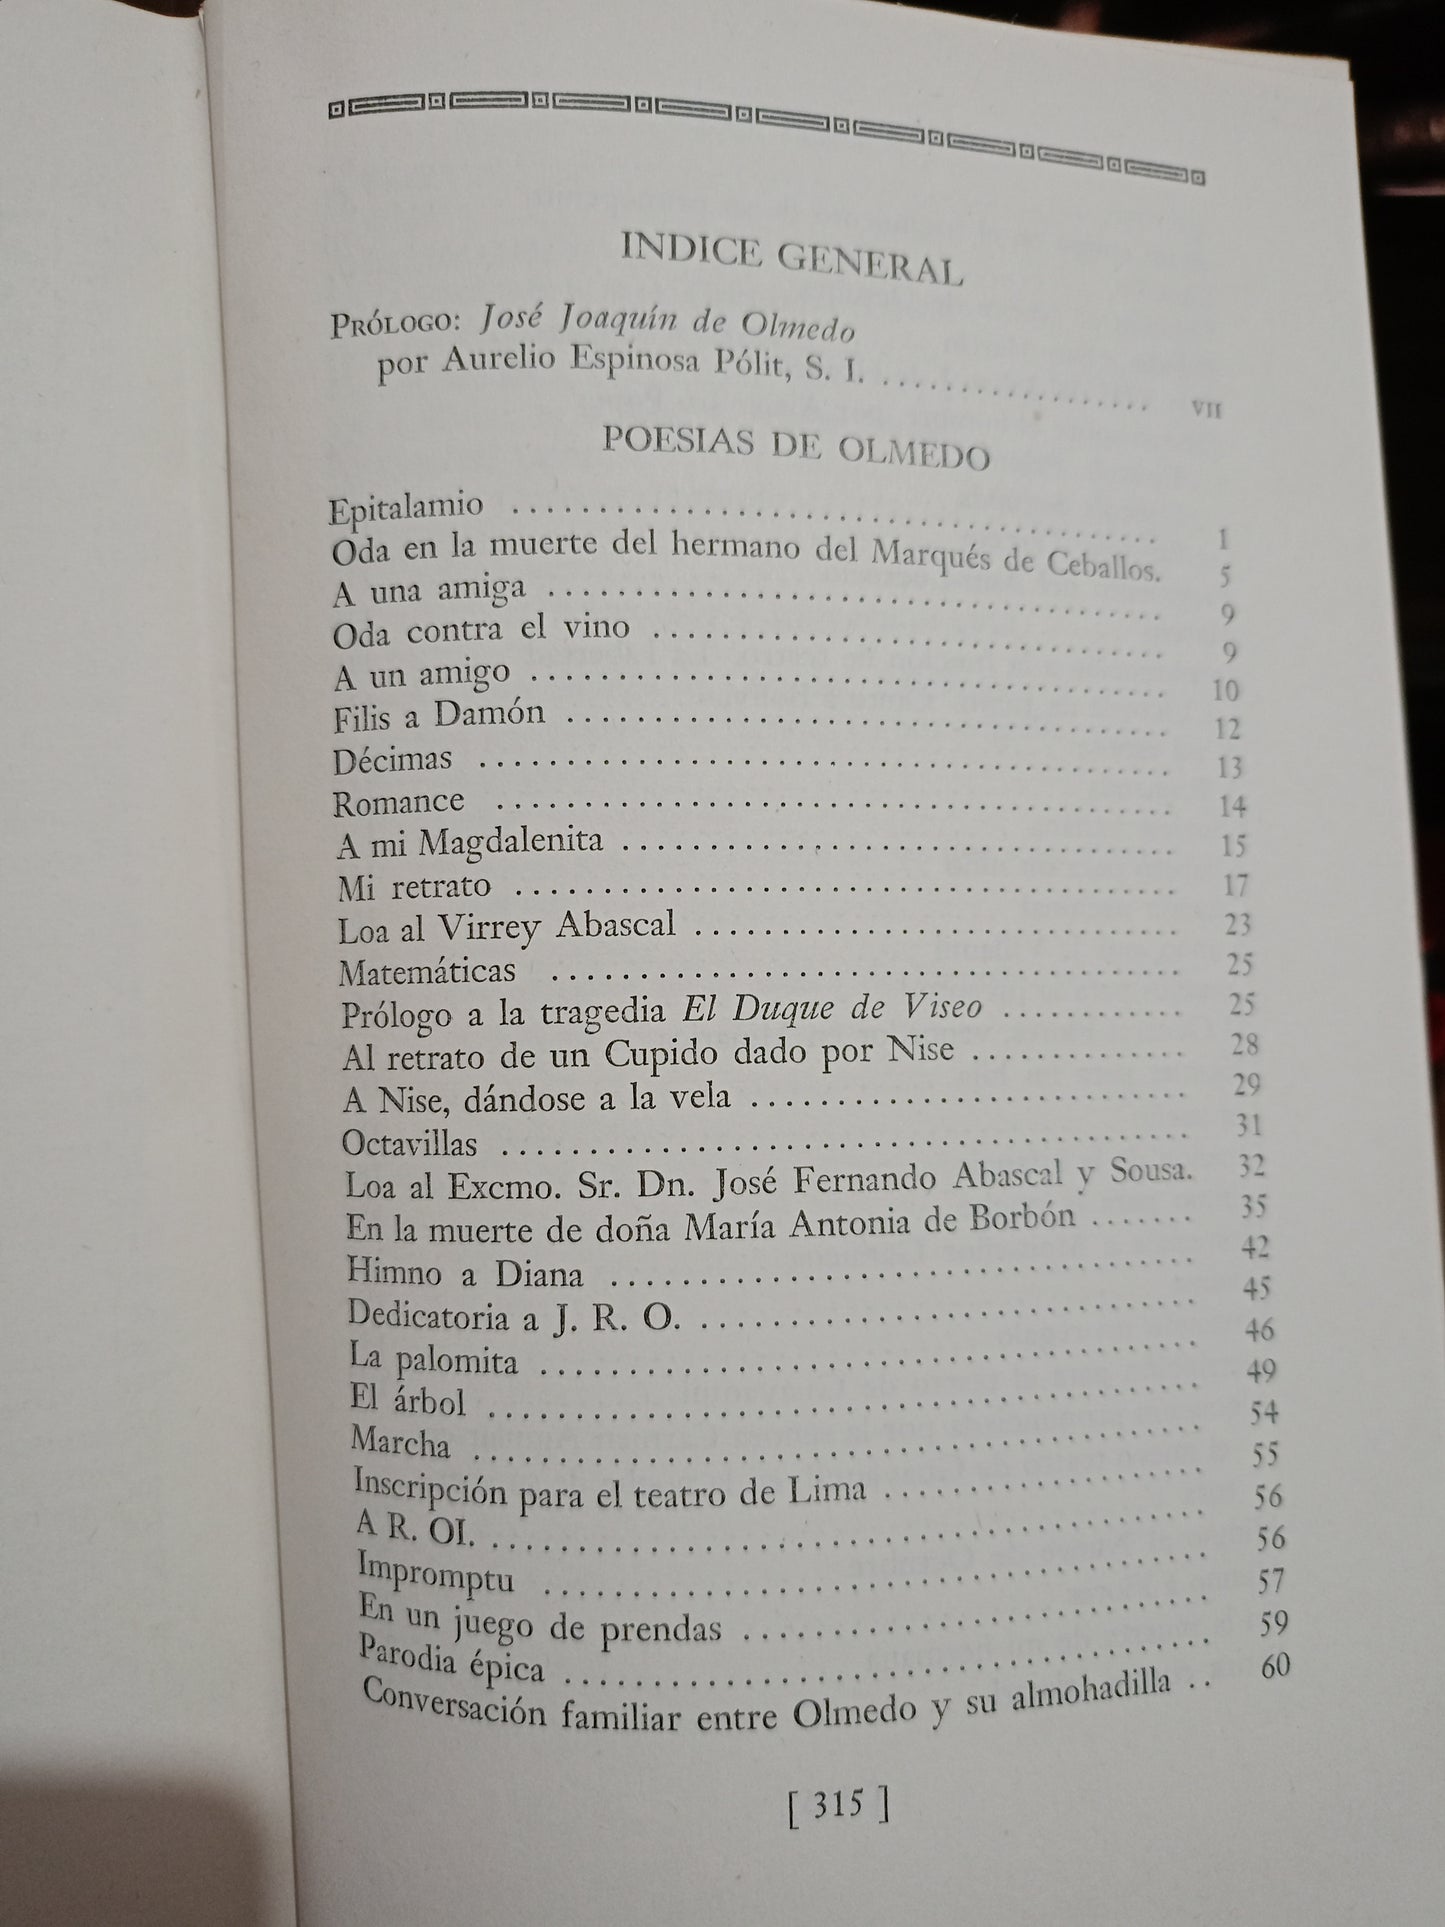 INDICE GENERAL
PRÓLOGO: José Joaquín de Olmedo
por Aurelio Espinosa Pólit, S. I. .................... VII
POESIAS DE OLMEDO
Epitalamio ........................................ 1
Oda en la muerte del hermano del Marqués de Ceballos. 5
A una amiga ........................................ 9
Oda contra el vino ................................ 9
A un amigo ........................................ 10
Filis a Damón ..................................... 12
Décimas ........................................... 13
Romance ........................................... 14
A mi Magdalenita .................................. 15
Mi retrato ........................................ 17
Loa al Virrey Abascal ............................. 23
Matemáticas ....................................... 25
Prólogo a la tragedia El Duque de Viseo ............ 25
Al retrato de un Cupido dado por Nise .............. 28
A Nise, dándose a la vela ......................... 29
Octavillas ........................................ 31
Loa al Excmo. Sr. Dn. José Fernando Abascal y Sousa. 32
En la muerte de doña María Antonia de Borbón ....... 35
Himno a Diana ..................................... 42
Dedicatoria a J. R. O. ............................ 45
La palomita ....................................... 46
El árbol .......................................... 49
Marcha ............................................ 54
Inscripción para el teatro de Lima ................. 55
A R. OI. .......................................... 56
Impromptu ......................................... 56
En un juego de prendas ............................ 57
Parodia épica ..................................... 59
Conversación familiar entre Olmedo y su almohadilla .. 60
[ 315 ]